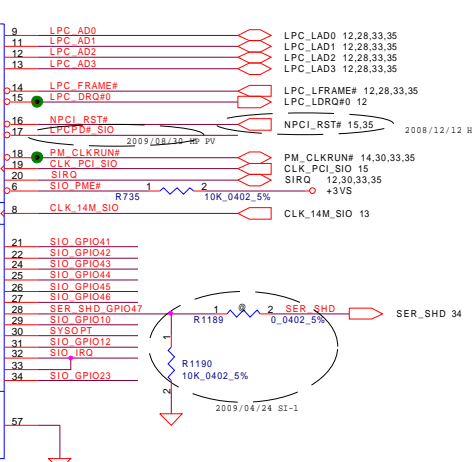 9 LPC_AD0 LPC_LAD0 12,28,33,35
11 LPC_AD1 LPC_LAD1 12,28,33,35
12 LPC_AD2 LPC_LAD2 12,28,33,35
13 LPC_AD3 LPC_LAD3 12,28,33,35
14 LPC_FRAME# LPC_LFRAME# 12,28,33,35
15 LPC_DRQ#0 LPC_LDRQ#0 12
16 NPCI_RST# NPCI_RST# 15,35
17 LPCPD#_SIO 2008/12/12 H
2009/08/30 HP PV
18 PM_CLKRUN# PM_CLKRUN# 14,30,33,35
19 CLK_PCI_SIO CLK_PCI_SIO 15
20 SIRQ SIRQ 12,30,33,35
6 SIO_PME# 1 2 +3VS
R735 10K_0402_5%
8 CLK_14M_SIO CLK_14M_SIO 13
21 SIO_GPIO41
22 SIO_GPIO42
23 SIO_GPIO43
24 SIO_GPIO44
25 SIO_GPIO45
26 SIO_GPIO46
27 SER_SHD_GPIO47 1 @ 2 SER_SHD SER_SHD 34
28 SIO_GPIO10 R1189 0_0402_5%
29 SYSOPT
30 SIO_GPIO12
31 SIO_IRQ
32
33 SIO_GPIO23
34
1
R1190
10K_0402_5%
2
2009/04/24 SI-1
57